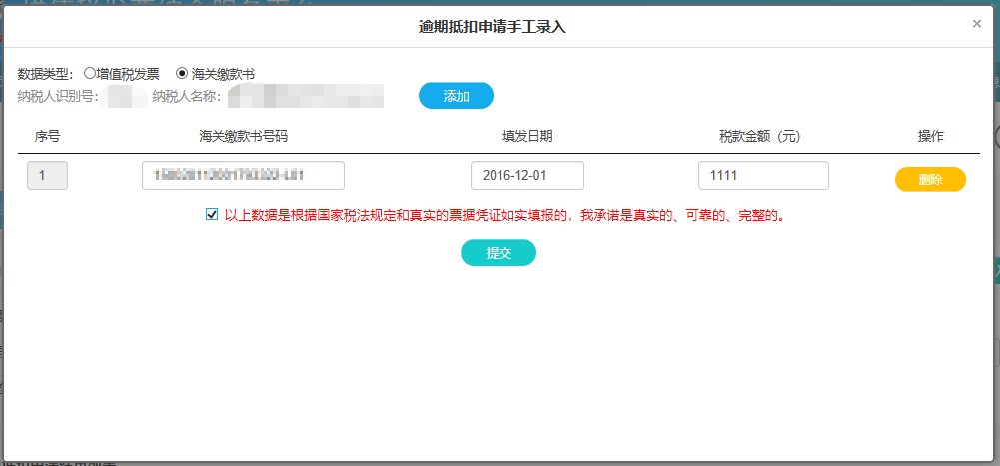 逾期抵扣申请手工录入 ×
数据类型： 增值税发票 海关缴款书
纳税人识别号： 纳税人名称： 添加
序号 海关缴款书号码 填发日期 税款金额（元） 操作
1 2016-12-01 1111 删除
以上数据是根据国家税法规定和真实的票据凭证如实填报的，我承诺是真实的、可靠的、完整的。
提交